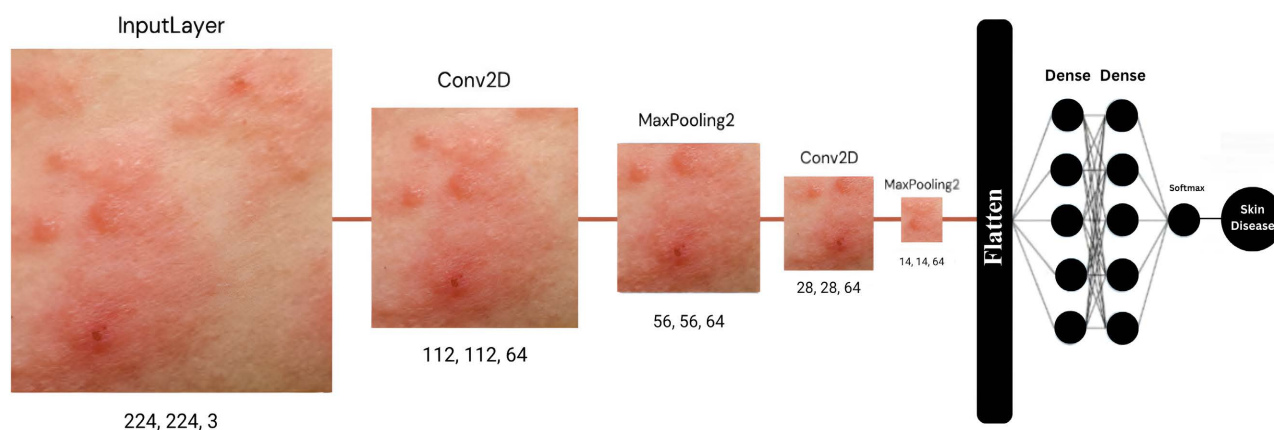 InputLayer
224, 224, 3
Conv2D
112, 112, 64
MaxPooling2
56, 56, 64
Conv2D
28, 28, 64
MaxPooling2
14, 14, 64
Flatten
Dense Dense
Softmax
Skin
Disease